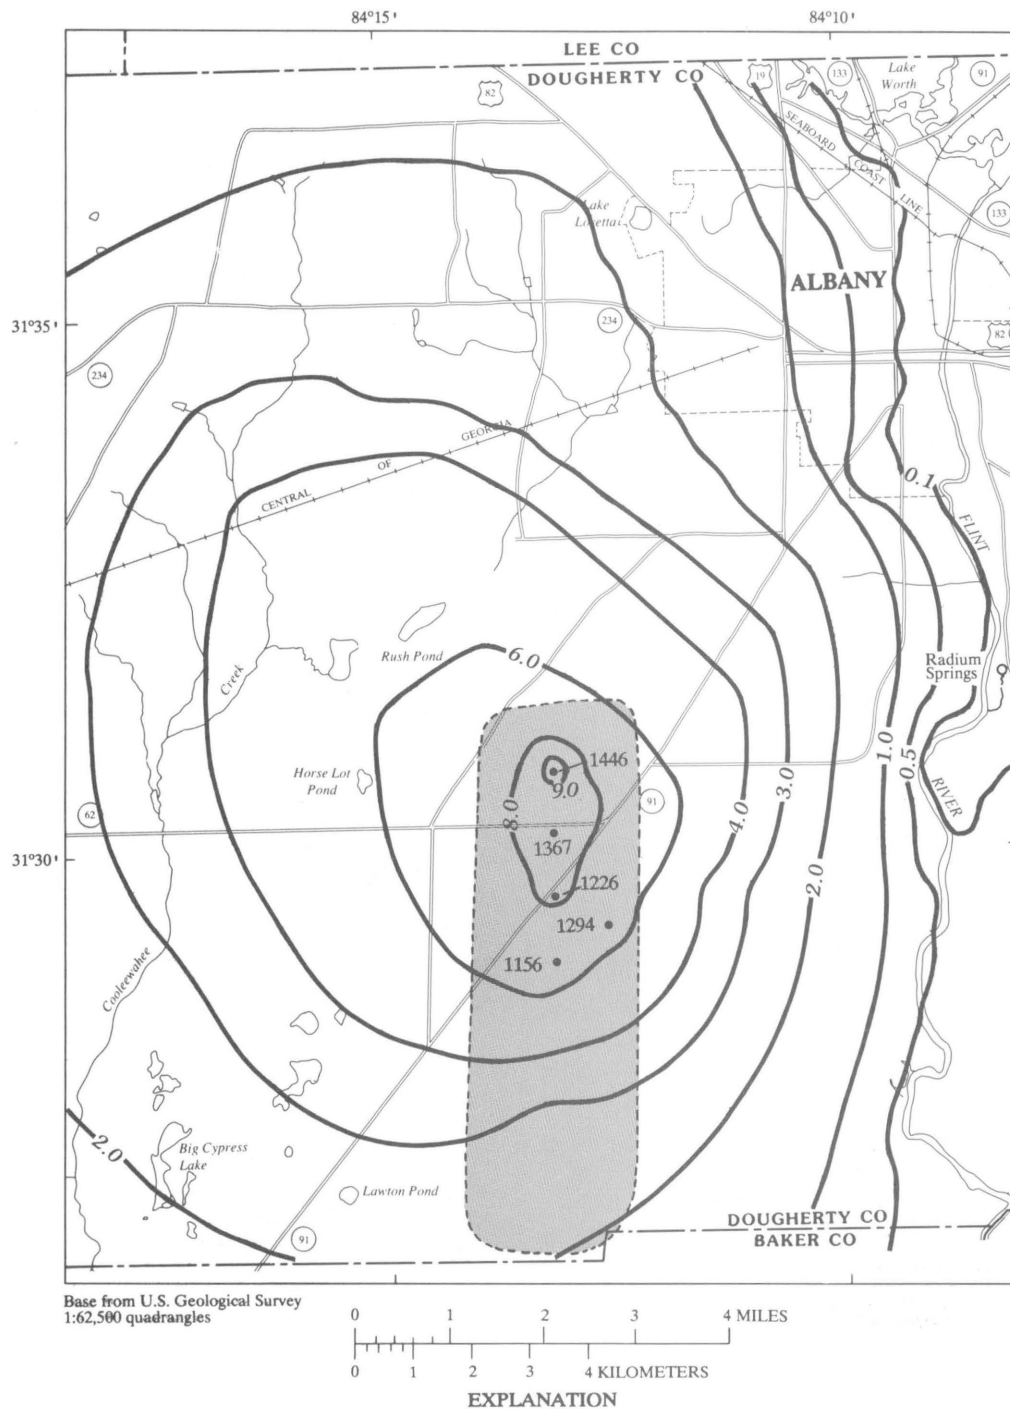 84°15' 84°10'
LEE CO
DOUGHERTY CO
82
19
133
Lake
Worth
91
SEABOARD COAST LINE
133
Lake
Loretta
ALBANY
31°35'
234
82
234
CENTRAL OF GEORGIA
0.1
FLINT
Creek
Rush Pond
6.0
Radium
Springs
1446
9.0
Horse Lot
Pond
8.0
91
4.0
3.0
1.0
0.5
RIVER
62
1367
31°30'
1226
2.0
1294
1156
Cooleewahee
2.0
Big Cypress
Lake
Lawton Pond
91
DOUGHERTY CO
BAKER CO
Base from U.S. Geological Survey
1:62,500 quadrangles
0 1 2 3 4 MILES
0 1 2 3 4 KILOMETERS
EXPLANATION